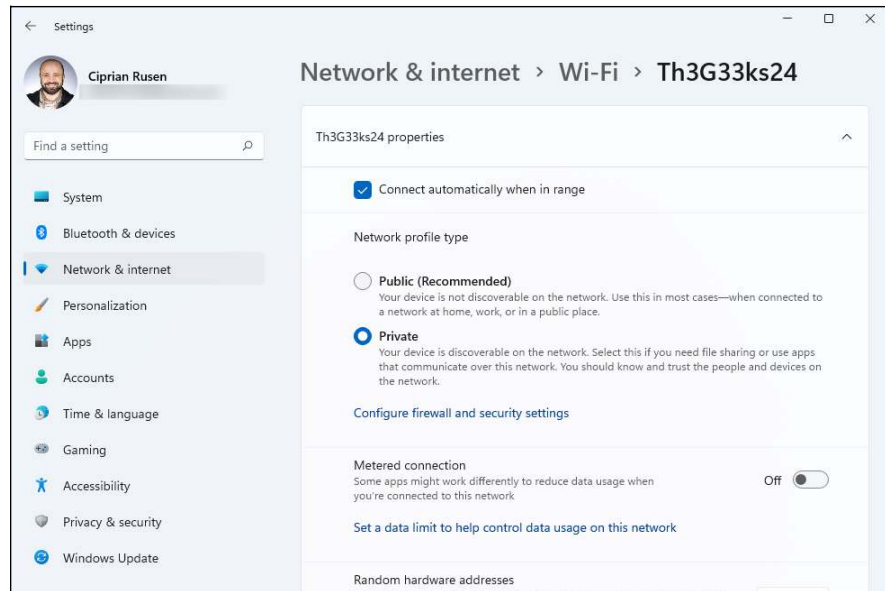 Settings
Ciprian Rusen
Find a setting
System
Bluetooth & devices
Network & internet
Personalization
Apps
Accounts
Time & language
Gaming
Accessibility
Privacy & security
Windows Update
Network & internet > Wi-Fi > Th3G33ks24
Th3G33ks24 properties
Connect automatically when in range
Network profile type
Public (Recommended)
Your device is not discoverable on the network. Use this in most cases—when connected to
a network at home, work, or in a public place.
Private
Your device is discoverable on the network. Select this if you need file sharing or use apps
that communicate over this network. You should know and trust the people and devices on
the network.
Configure firewall and security settings
Metered connection
Some apps might work differently to reduce data usage when
you're connected to this network
Off
Set a data limit to help control data usage on this network
Random hardware addresses